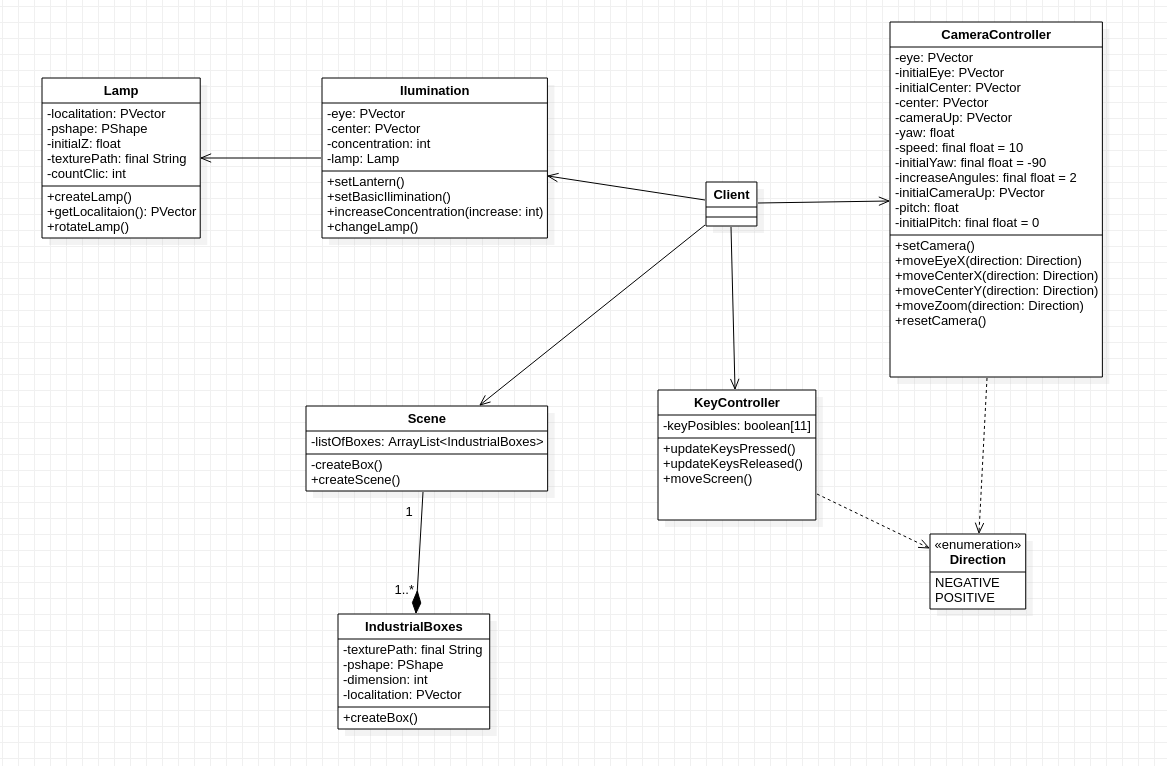 Lamp
-localitation: PVector
-pshape: PShape
-initialZ: float
-texturePath: final String
-countClic: int
+createLamp()
+getLocalitaion(): PVector
+rotateLamp()
Ilumination
-eye: PVector
-center: PVector
-concentration: int
-lamp: Lamp
+setLantern()
+setBasicIlimination()
+increaseConcentration(increase: int)
+changeLamp()
Client
CameraController
-eye: PVector
-initialEye: PVector
-initialCenter: PVector
-center: PVector
-cameraUp: PVector
-yaw: float
-speed: final float = 10
-initialYaw: final float = -90
-increaseAngules: final float = 2
-initialCameraUp: PVector
-pitch: float
-initialPitch: final float = 0
+setCamera()
+moveEyeX(direction: Direction)
+moveCenterX(direction: Direction)
+moveCenterY(direction: Direction)
+moveZoom(direction: Direction)
+resetCamera()
Scene
-listOfBoxes: ArrayList<IndustrialBoxes>
-createBox()
+createScene()
1
1..*
KeyController
-keyPosibles: boolean[11]
+updateKeysPressed()
+updateKeysReleased()
+moveScreen()
«enumeration»
Direction
NEGATIVE
POSITIVE
IndustrialBoxes
-texturePath: final String
-pshape: PShape
-dimension: int
-localitation: PVector
+createBox()